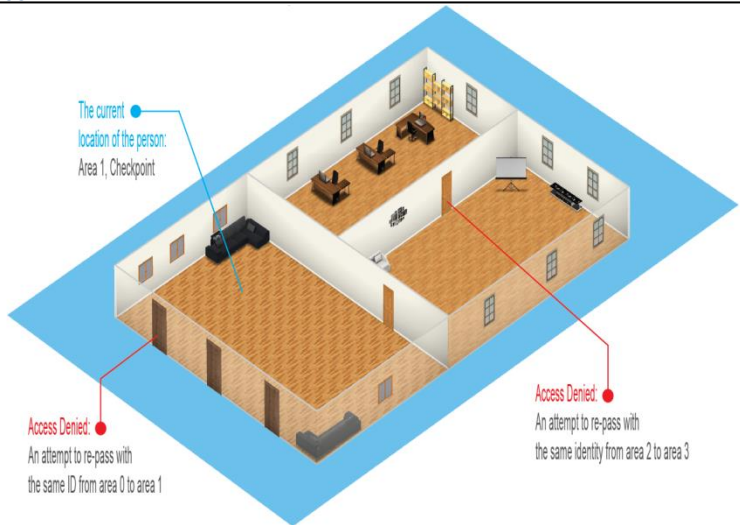 The current
location of the person:
Area 1, Checkpoint
Access Denied:
An attempt to re-pass with
the same ID from area 0 to area 1
Access Denied:
An attempt to re-pass with
the same identity from area 2 to area 3